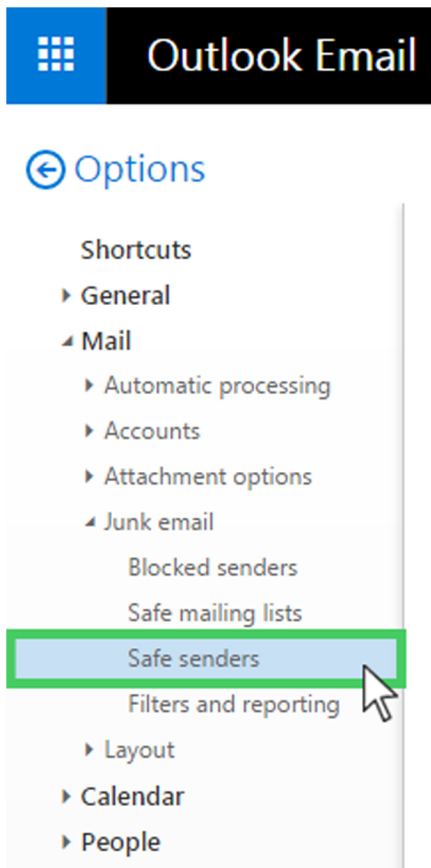 Outlook Email
Options
Shortcuts
General
Mail
Automatic processing
Accounts
Attachment options
Junk email
Blocked senders
Safe mailing lists
Safe senders
Filters and reporting
Layout
Calendar
People